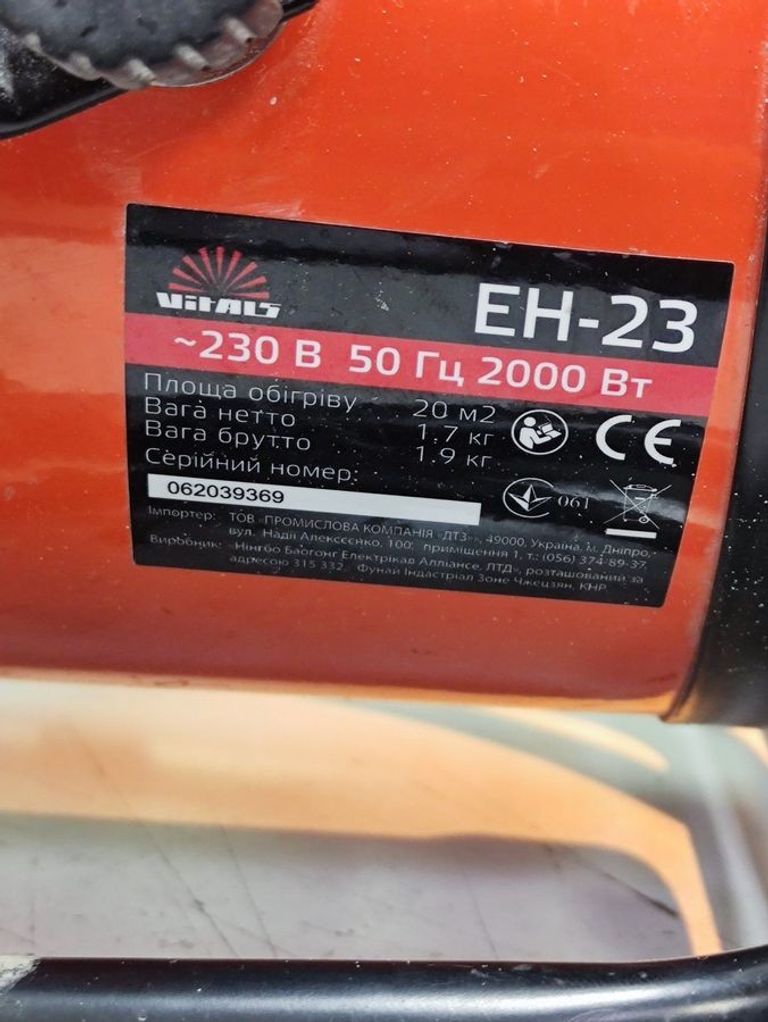 ViTALS
EH-23
~230 В 50 Гц 2000 Вт
Площа обігріву 20 м2
Вага нетто 1.7 кг
Вага брутто 1.9 кг
Серійний номер:
062039369
061
CE
Імпортер: ТОВ «ПРОМИСЛОВА КОМПАНІЯ «ДТЗ», 49000, Україна, м. Дніпро,
вул. Надії Алексєєнко, 100, приміщення 1, т.: (056) 374-89-37.
Виробник: «Нінгбо Баогонг Електрікад Алліансе, ЛТД», розташований за
адресою 315 332, Фунай Індастріал Зоне Чжецзян, КНР